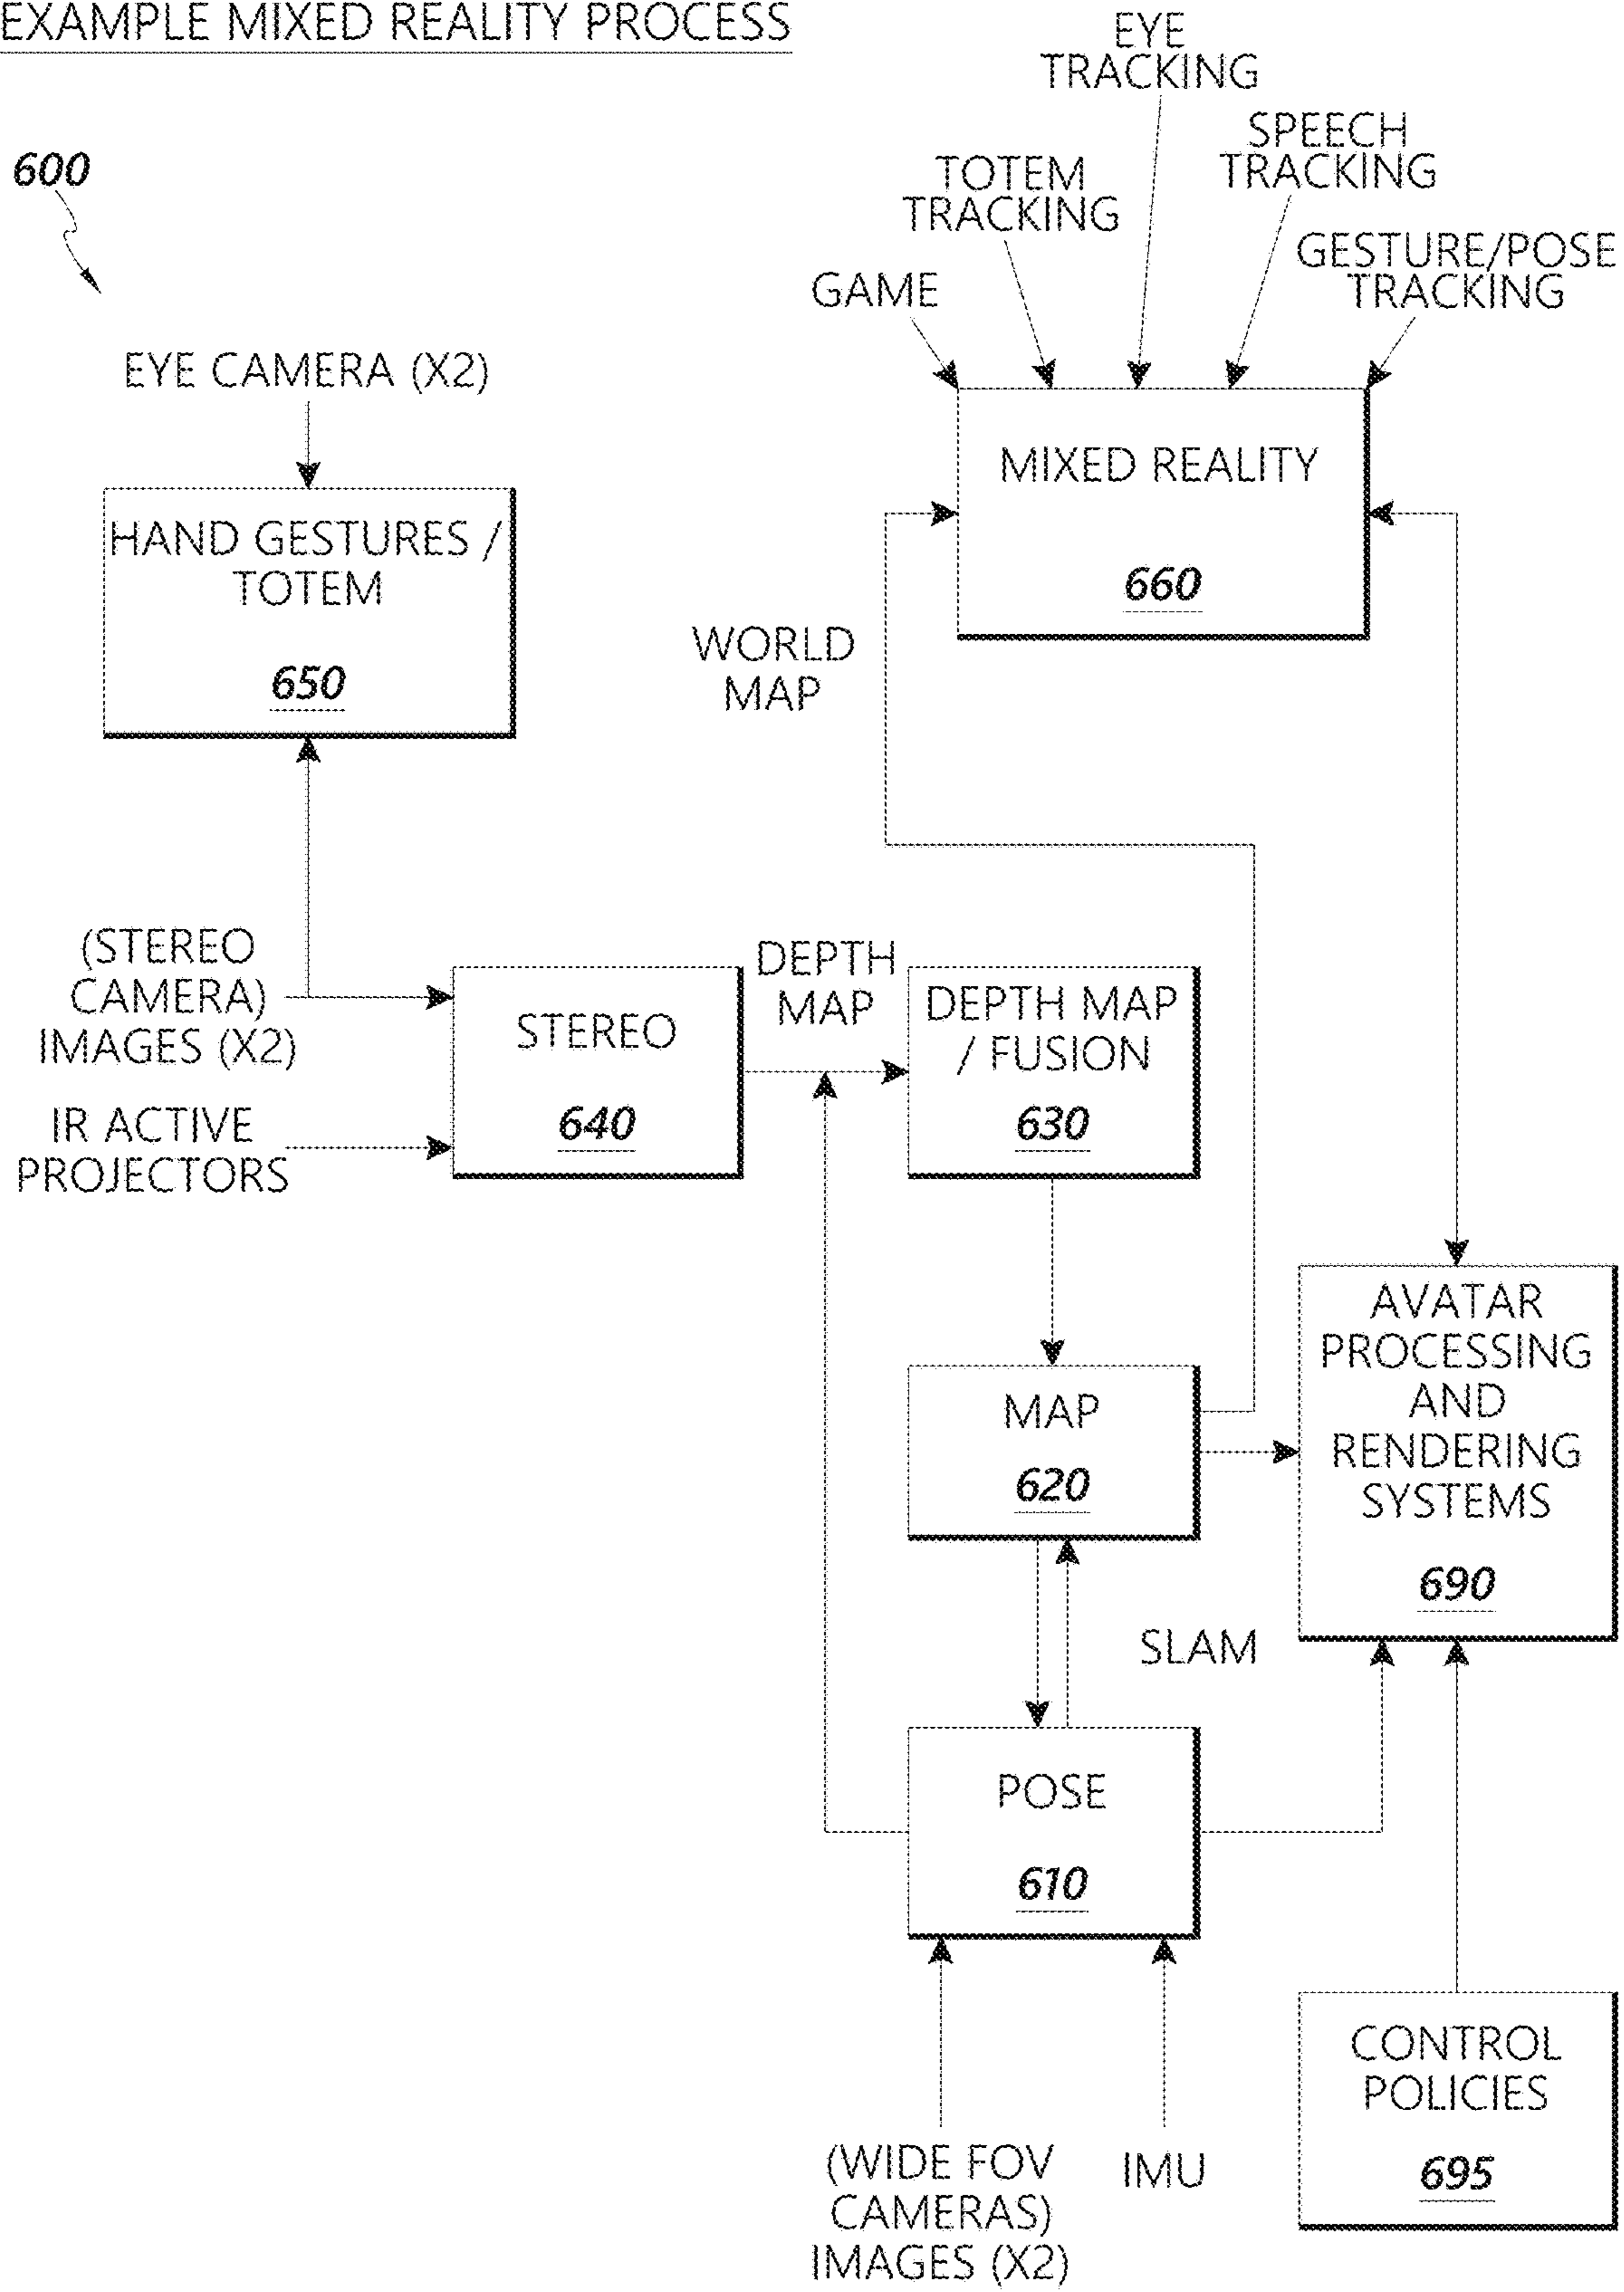 EXAMPLE MIXED REALITY PROCESS
600
EYE
TRACKING
SPEECH
TRACKING
TOTEM
TRACKING
GESTURE/POSE
TRACKING
GAME
EYE CAMERA (X2)
HAND GESTURES /
TOTEM
650
MIXED REALITY
660
WORLD
MAP
(STEREO
CAMERA)
IMAGES (X2)
IR ACTIVE
PROJECTORS
STEREO
640
DEPTH
MAP
DEPTH MAP
/ FUSION
630
MAP
620
AVATAR
PROCESSING
AND
RENDERING
SYSTEMS
690
SLAM
POSE
610
(WIDE FOV
CAMERAS)
IMAGES (X2)
IMU
CONTROL
POLICIES
695